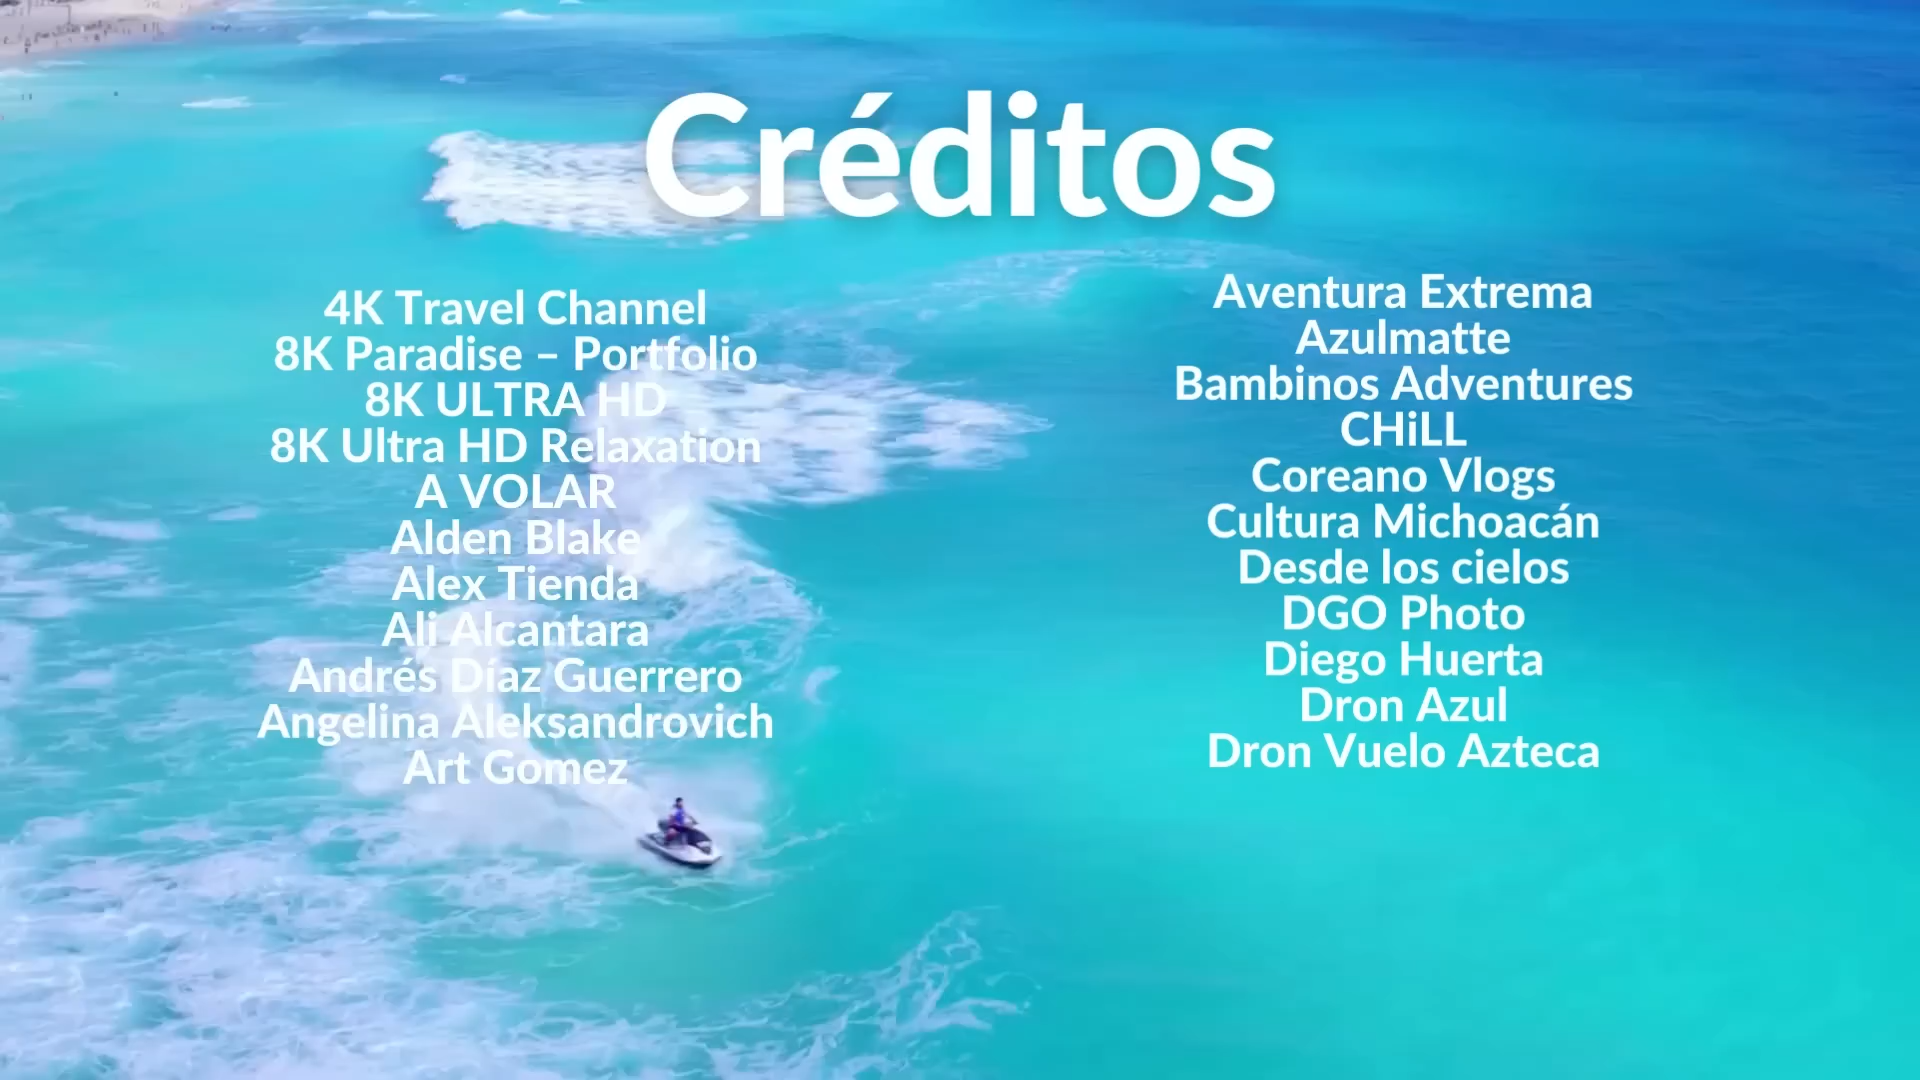 Créditos
4K Travel Channel
8K Paradise – Portfolio
8K ULTRA HD
8K Ultra HD Relaxation
A VOLAR
Alden Blake
Alex Tienda
Ali Alcantara
Andrés Díaz Guerrero
Angelina Aleksandrovich
Art Gomez
Aventura Extrema
Azulmatte
Bambinos Adventures
CHiLL
Coreano Vlogs
Cultura Michoacán
Desde los cielos
DGO Photo
Diego Huerta
Dron Azul
Dron Vuelo Azteca